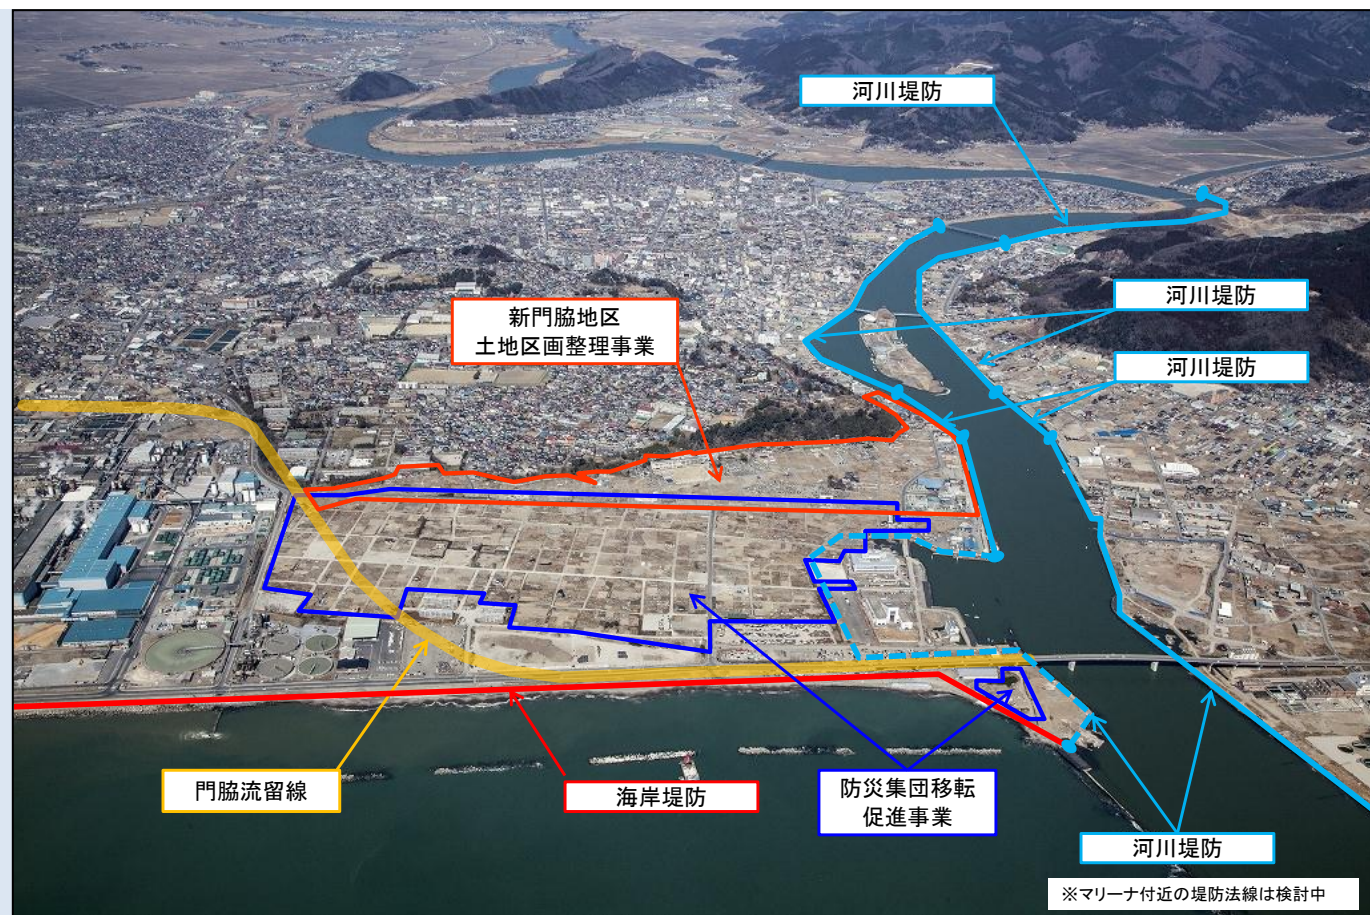 河川堤防
河川堤防
新門脇地区
土地区画整理事業
河川堤防
門脇流留線
海岸堤防
防災集団移転
促進事業
河川堤防
※マリーナ付近の堤防法線は検討中